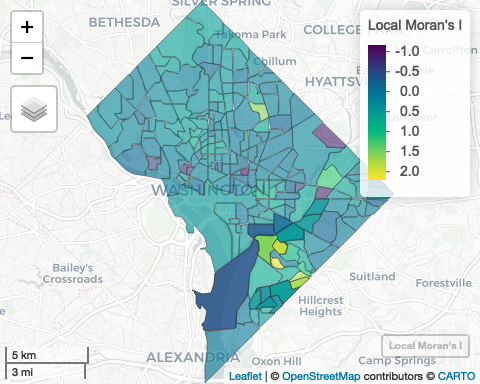 SILVER SPRING
BETHESDA
COLLEGE
Takoma Park
Chillum
HYATTSV
Carrollton
WASHINGTON
Bailey's
Crossroads
Suitland
Forestville
Hillcrest
Heights
ALEXANDRIA
Oxon Hill
Camp Springs
+
−
Local Moran's I
-1.0
-0.5
0.0
0.5
1.0
1.5
2.0
Local Moran's I
5 km
3 mi
Leaflet | © OpenStreetMap contributors © CARTO